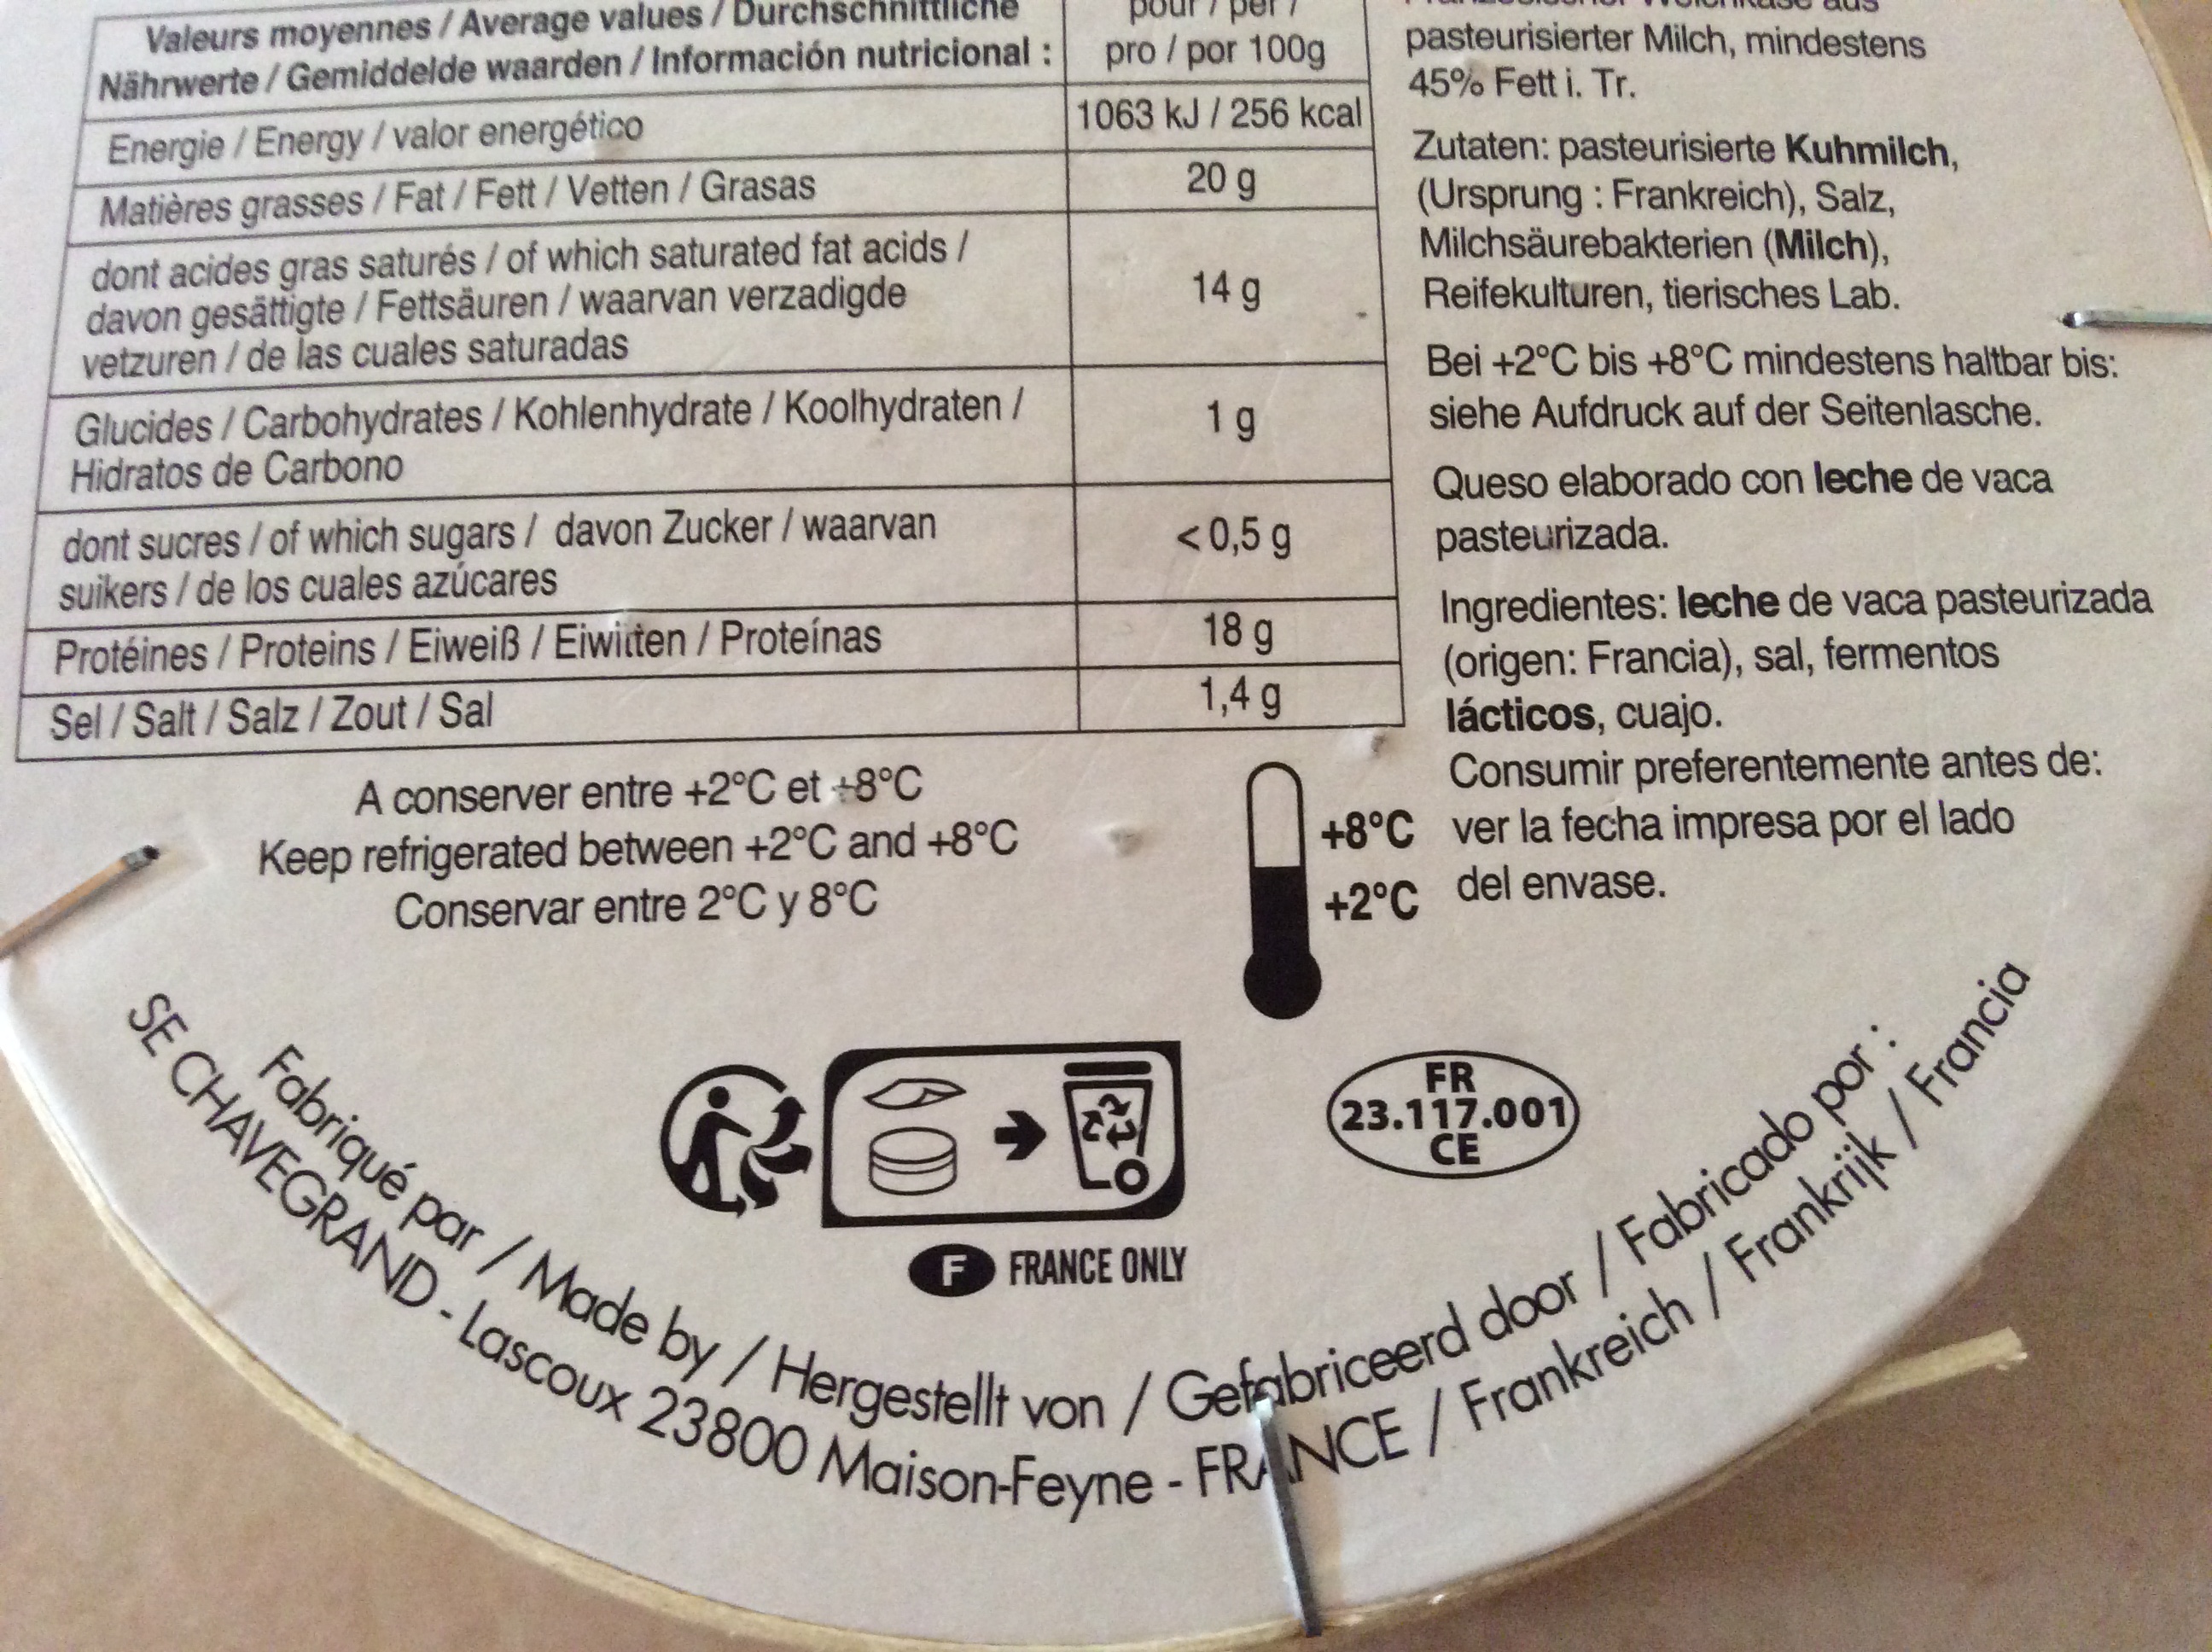 Valeurs moyennes / Average values / Durchschnittliche
Nährwerte / Gemiddelde waarden / Información nutricional :
pour / per /
pro / por 100g
Energie / Energy / valor energético
1063 kJ / 256 kcal
Matières grasses / Fat / Fett / Vetten / Grasas
20 g
dont acides gras saturés / of which saturated fat acids /
davon gesättigte / Fettsäuren / waarvan verzadigde
vetzuren / de las cuales saturadas
14 g
Glucides / Carbohydrates / Kohlenhydrate / Koolhydraten /
Hidratos de Carbono
1 g
dont sucres / of which sugars / davon Zucker / waarvan
suikers / de los cuales azúcares
< 0,5 g
Protéines / Proteins / Eiweiß / Eiwitten / Proteínas
18 g
Sel / Salt / Salz / Zout / Sal
1,4 g
A conserver entre +2°C et +8°C
Keep refrigerated between +2°C and +8°C
Conservar entre 2°C y 8°C
+8°C
+2°C
pasteurisierter Milch, mindestens
45% Fett i. Tr.
Zutaten: pasteurisierte Kuhmilch,
(Ursprung : Frankreich), Salz,
Milchsäurebakterien (Milch),
Reifekulturen, tierisches Lab.
Bei +2°C bis +8°C mindestens haltbar bis:
siehe Aufdruck auf der Seitenlasche.
Queso elaborado con leche de vaca
pasteurizada.
Ingredientes: leche de vaca pasteurizada
(origen: Francia), sal, fermentos
lácticos, cuajo.
Consumir preferentemente antes de:
ver la fecha impresa por el lado
del envase.
FR
23.117.001
CE
F FRANCE ONLY
Fabriqué par / Made by / Hergestellt von / Gefabriceerd door / Fabricado por :
SE CHAVEGRAND - Lascoux 23800 Maison-Feyne - FRANCE / Frankreich / Frankrijk / Francia